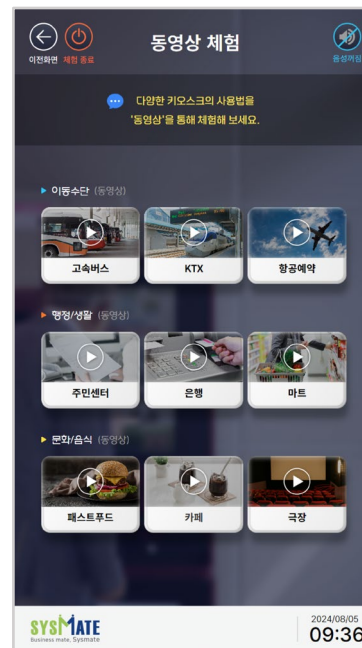 동영상 체험
이전화면 체험 종료
음성꺼짐
다양한 키오스크의 사용법을
'동영상'을 통해 체험해 보세요.
이동수단 (동영상)
고속버스 KTX 항공예약
행정/생활 (동영상)
주민센터 은행 마트
문화/음식 (동영상)
패스트푸드 카페 극장
SYSMATE
Business mate, Sysmate
2024/08/05
09:36